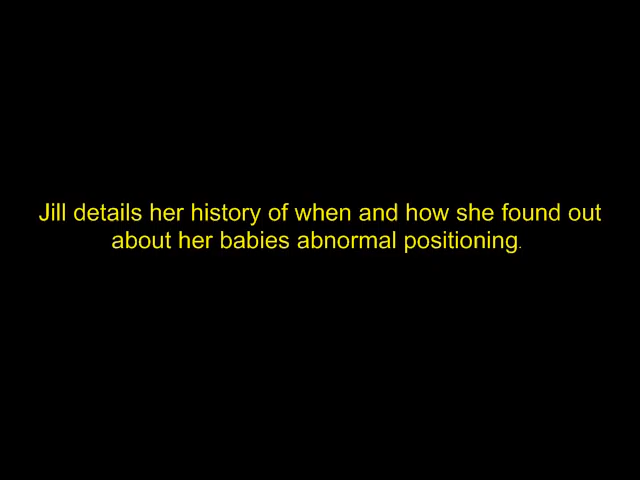 Jill details her history of when and how she found out
about her babies abnormal positioning.